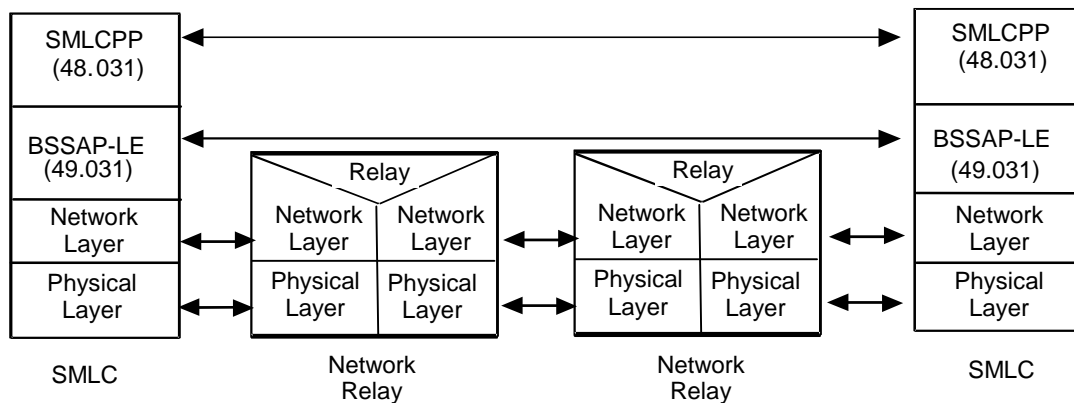 SMLCPP
(48.031)
BSSAP-LE
(49.031)
Network
Layer
Physical
Layer
SMLC
Relay
Network
Layer
Network
Layer
Physical
Layer
Physical
Layer
Network
Relay
Relay
Network
Layer
Network
Layer
Physical
Layer
Physical
Layer
Network
Relay
SMLCPP
(48.031)
BSSAP-LE
(49.031)
Network
Layer
Physical
Layer
SMLC